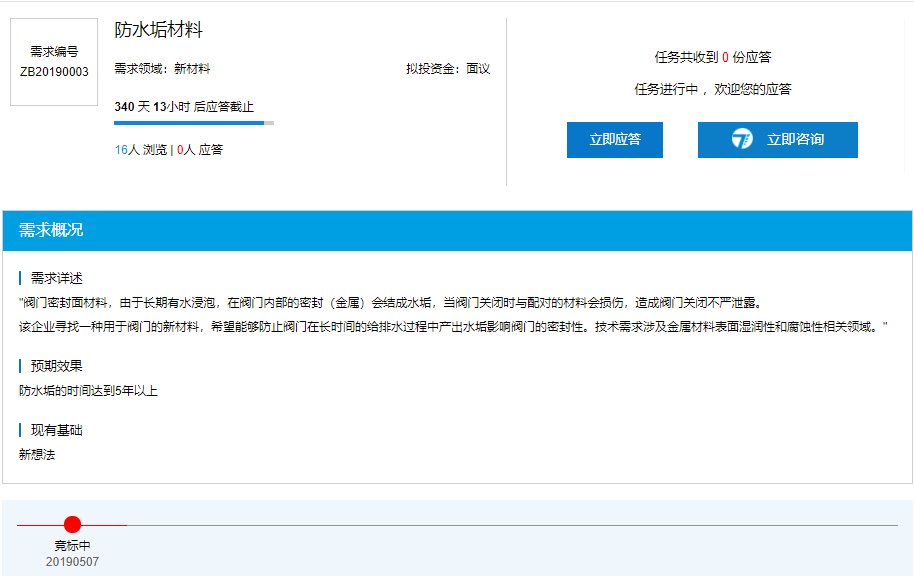 需求编号
ZB20190003
防水垢材料
需求领域：新材料
拟投资金：面议
340 天 13小时 后应答截止
16人 浏览 | 0人 应答
任务共收到 0 份应答
任务进行中 ，欢迎您的应答
立即应答
立即咨询
需求概况
需求详述
"阀门密封面材料，由于长期有水浸泡，在阀门内部的密封（金属）会结成水垢，当阀门关闭时与配对的材料会损伤，造成阀门关闭不严泄露。
该企业寻找一种用于阀门的新材料，希望能够防止阀门在长时间的给排水过程中产出水垢影响阀门的密封性。技术需求涉及金属材料表面湿润性和腐蚀性相关领域。"
预期效果
防水垢的时间达到5年以上
现有基础
新想法
竞标中
20190507